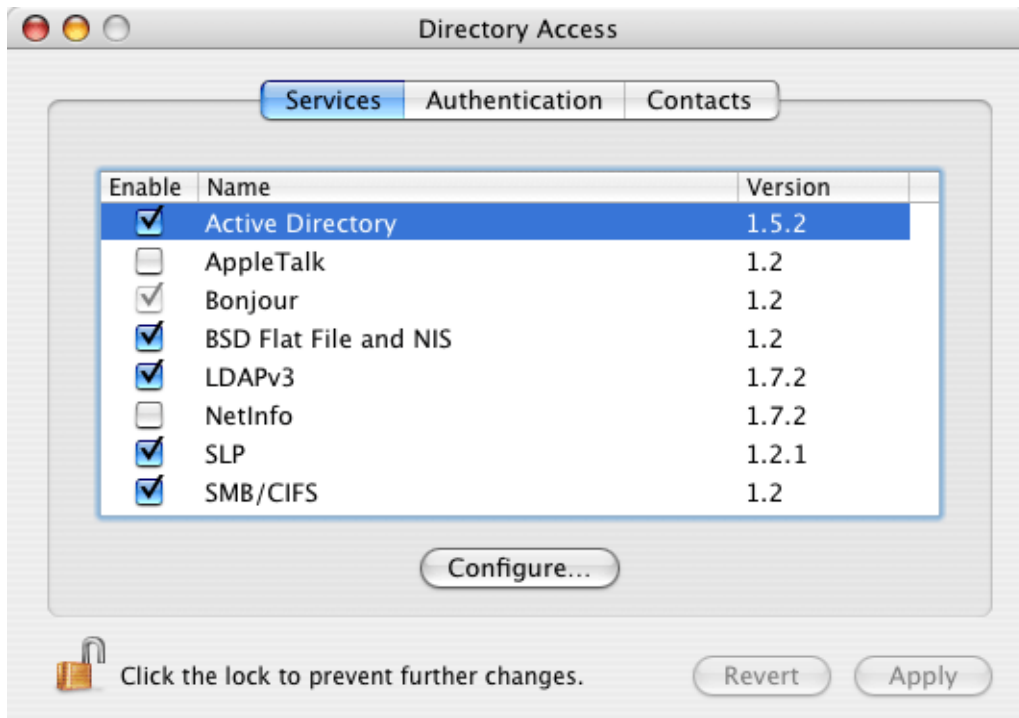 Directory Access
Services Authentication Contacts
Enable Name Version
Active Directory 1.5.2
AppleTalk 1.2
Bonjour 1.2
BSD Flat File and NIS 1.2
LDAPv3 1.7.2
NetInfo 1.7.2
SLP 1.2.1
SMB/CIFS 1.2
Configure...
Click the lock to prevent further changes. Revert Apply